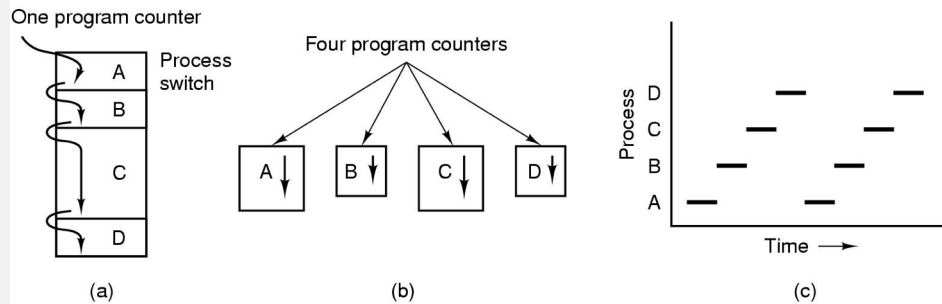 One program counter
Process
switch
A
B
C
D
(a)
Four program counters
A
B
C
D
(b)
Process
D
C
B
A
Time
(c)